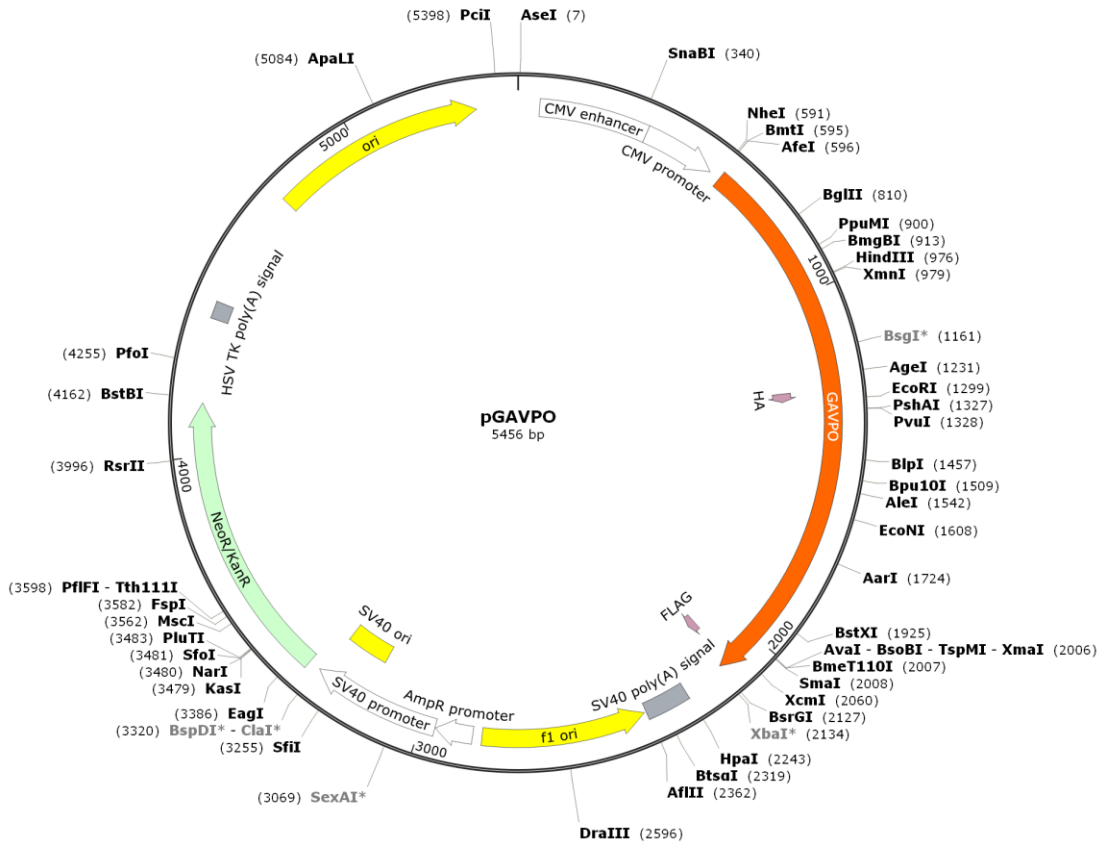 (5398) PciI
AseI (7)
(5084) ApaLI
SnaBI (340)
NheI (591)
BmtI (595)
AfeI (596)
BglII (810)
PpuMI (900)
BmgBI (913)
HindIII (976)
XmnI (979)
BsgI* (1161)
AgeI (1231)
EcoRI (1299)
PshAI (1327)
PvuI (1328)
BlpI (1457)
Bpu10I (1509)
AleI (1542)
EcoNI (1608)
AarI (1724)
BstXI (1925)
AvaI - BsoBI - TspMI - XmaI (2006)
BmeT110I (2007)
SmaI (2008)
XcmI (2060)
BsrGI (2127)
XbaI* (2134)
HpaI (2243)
BtsαI (2319)
AflII (2362)
DraIII (2596)
(3069) SexAI*
(3255) SfiI
(3320) BspDI* - ClaI*
(3386) EagI
(3479) KasI
(3480) NarI
(3481) SfoI
(3483) PluTI
(3562) MscI
(3582) FspI
(3598) PflFI - Tth111I
(3996) RsrII
(4162) BstBI
(4255) PfoI
CMV enhancer
CMV promoter
GAVPO
HA
FLAG
SV40 poly(A) signal
f1 ori
AmpR promoter
SV40 promoter
SV40 ori
NeoR/KanR
HSV TK poly(A) signal
ori
1000
2000
3000
4000
5000
pGAVPO
5456 bp